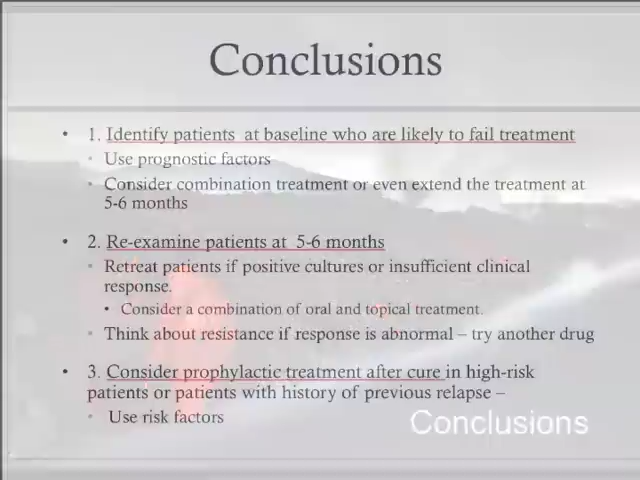 Conclusions
• 1. Identify patients at baseline who are likely to fail treatment
• Use prognostic factors
• Consider combination treatment or even extend the treatment at
5-6 months
• 2. Re-examine patients at 5-6 months
• Retreat patients if positive cultures or insufficient clinical
response.
• Consider a combination of oral and topical treatment.
• Think about resistance if response is abnormal – try another drug
• 3. Consider prophylactic treatment after cure in high-risk
patients or patients with history of previous relapse –
• Use risk factors
Conclusions